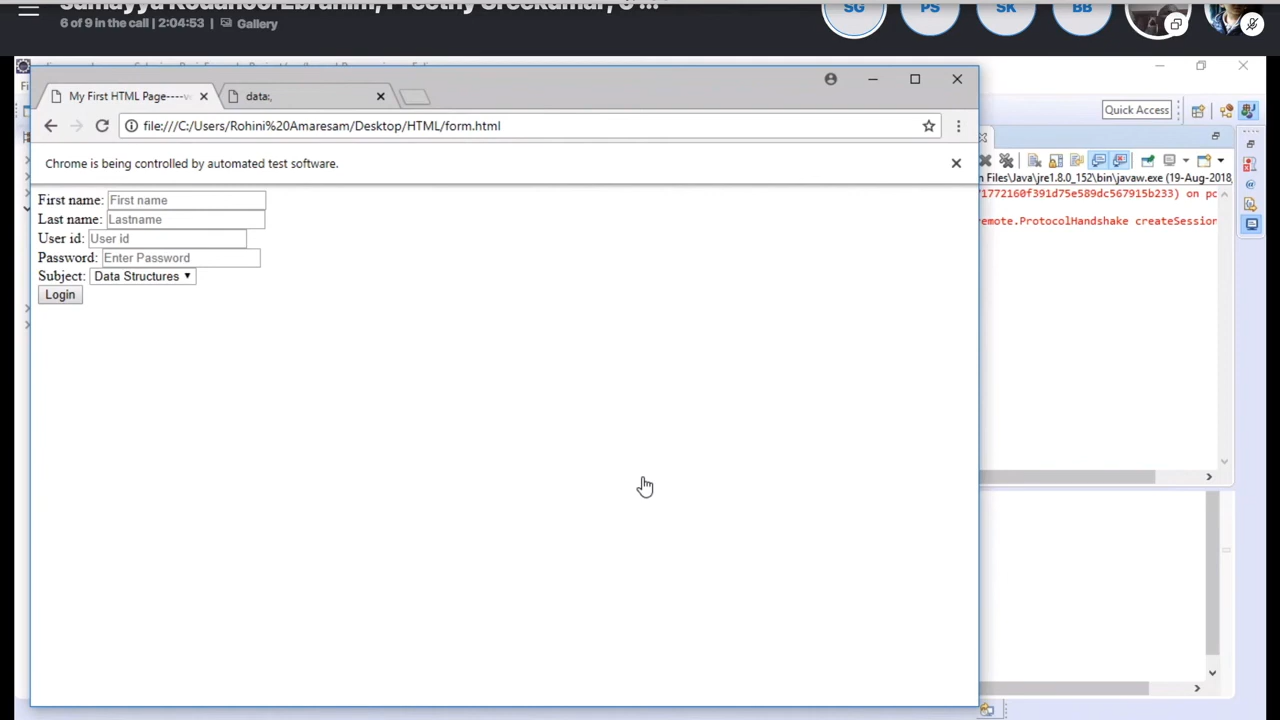 6 of 9 in the call | 2:04:53 | Gallery
SG
PS
SK
BB
My First HTML Page----
data:,
file:///C:/Users/Rohini%20Amaresam/Desktop/HTML/form.html
Quick Access
Chrome is being controlled by automated test software.
n Files\Java\jre1.8.0_152\bin\javaw.exe (19-Aug-2018,
1772160f391d75e589dc567915b233) on po
emote.ProtocolHandshake createSession
First name: First name
Last name: Lastname
User id: User id
Password: Enter Password
Subject: Data Structures
Login